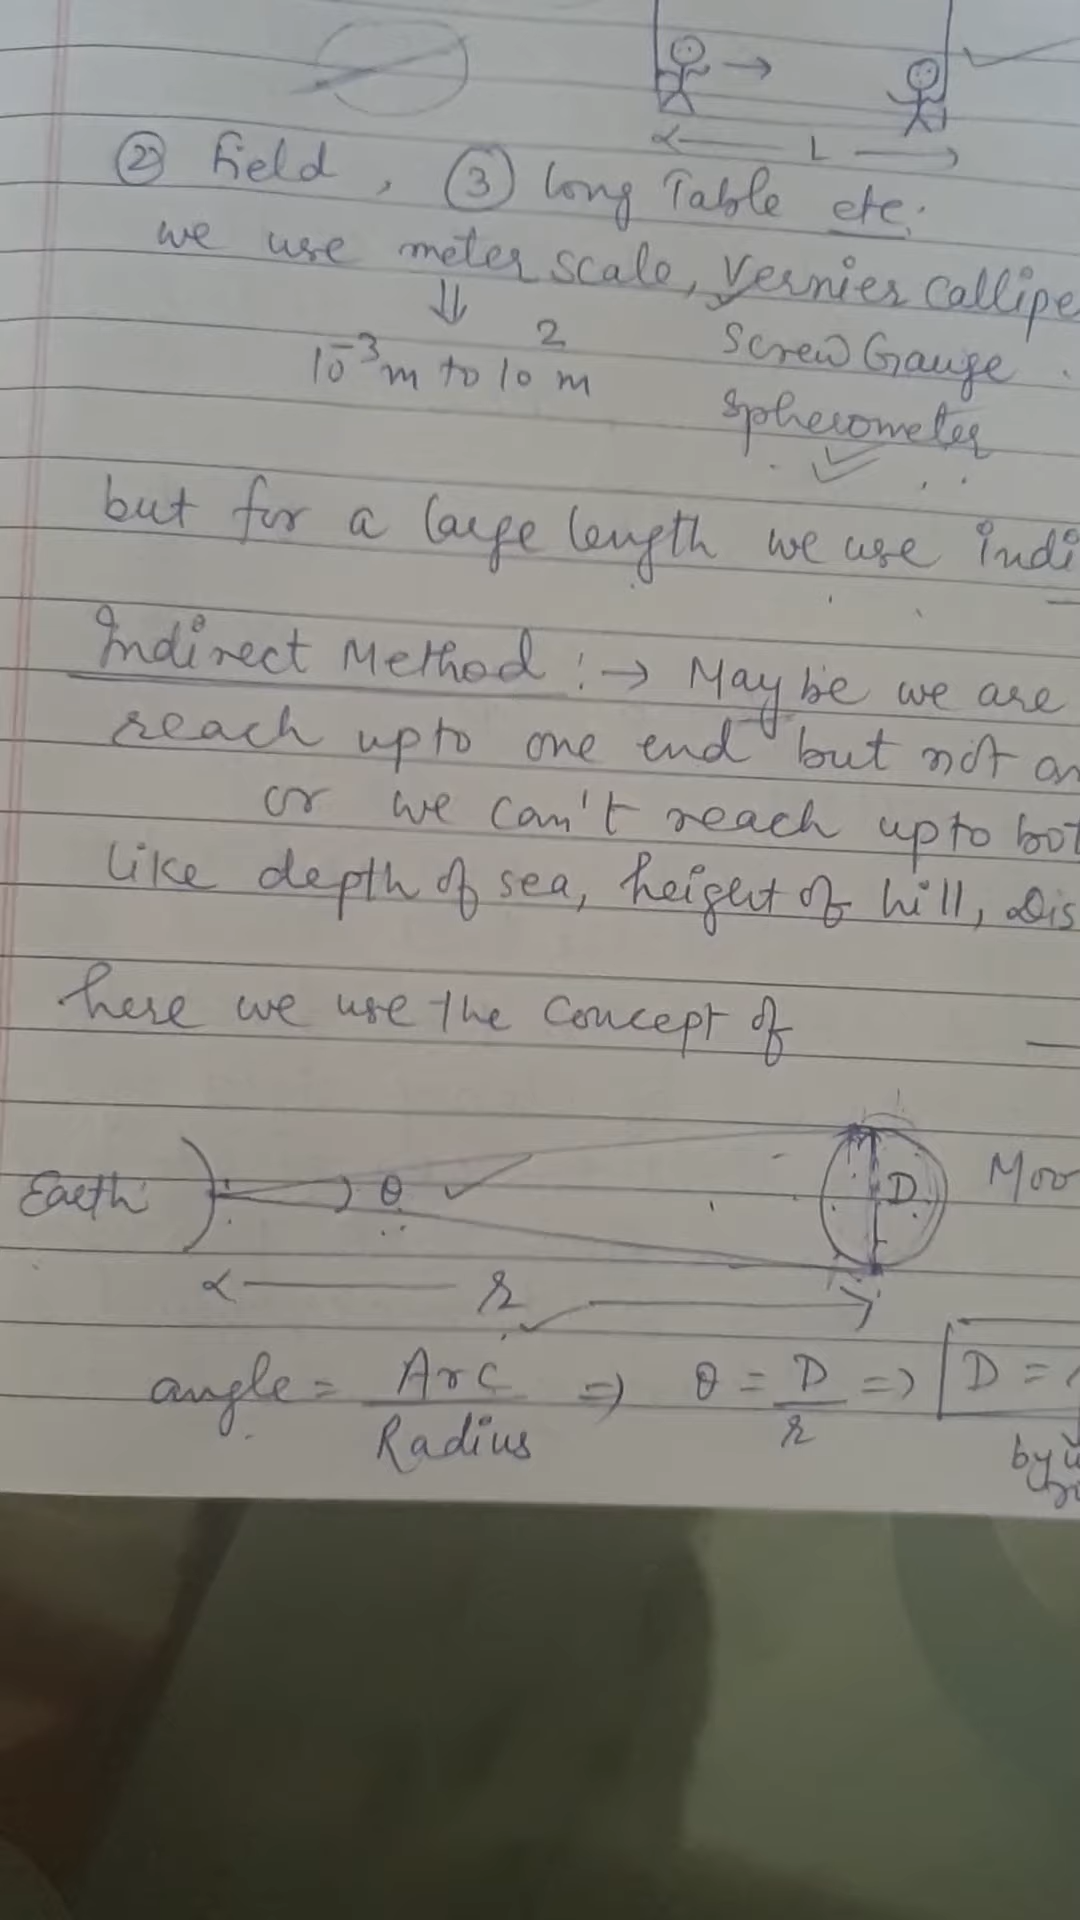 L
② field, ③ long Table etc.
we use meter scale, Vernier Callipe
⇓
10⁻³m to 10²m
Screw Gauge.
Spherometer
but for a large length we use indi
Indirect Method :→ May be we are
reach upto one end but not an
or we can't reach upto bot
like depth of sea, height of hill, Dis
here we use the concept of
Earth θ D Moo
r
angle = Arc/Radius ⇒ θ = D/r ⇒ D =
by